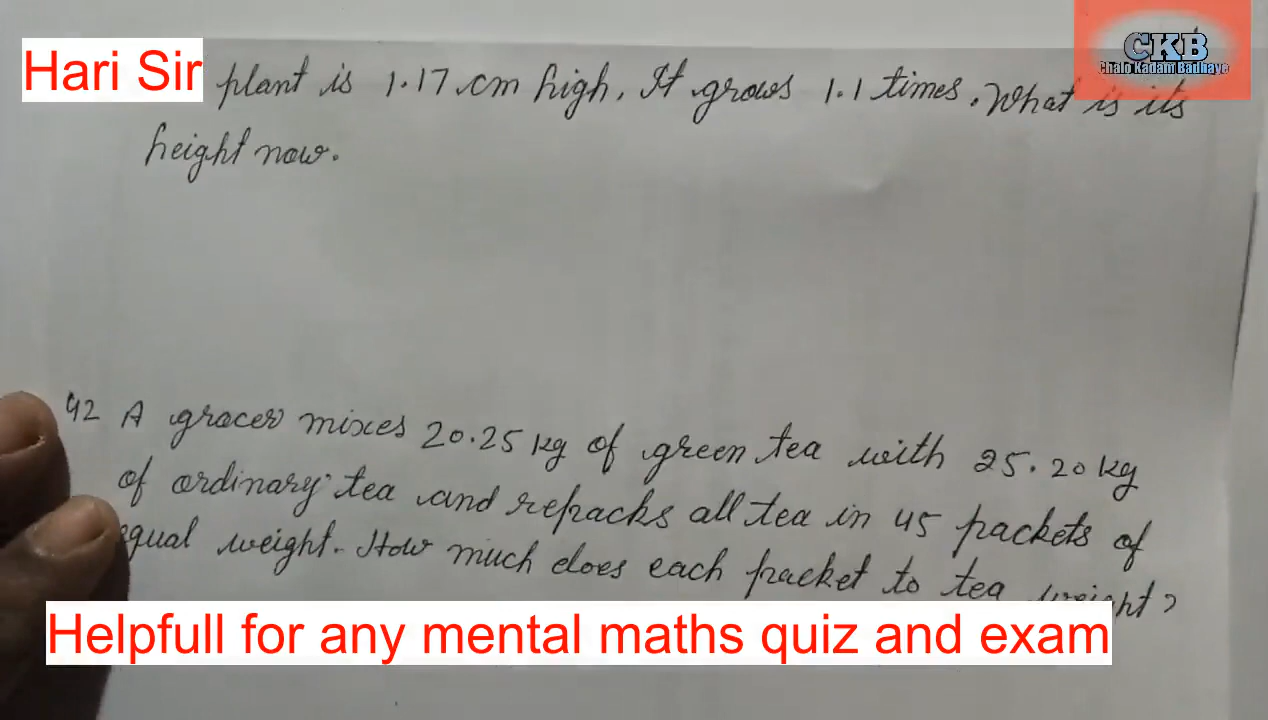 Hari Sir
CKB
Chalo Kadam Badhaye
plant is 1.17 cm high. It grows 1.1 times. What is its
height now.
42 A grocer mixes 20.25 kg of green tea with 25.20 kg
of ordinary tea and repacks all tea in 45 packets of
equal weight. How much does each packet to tea weight?
Helpfull for any mental maths quiz and exam